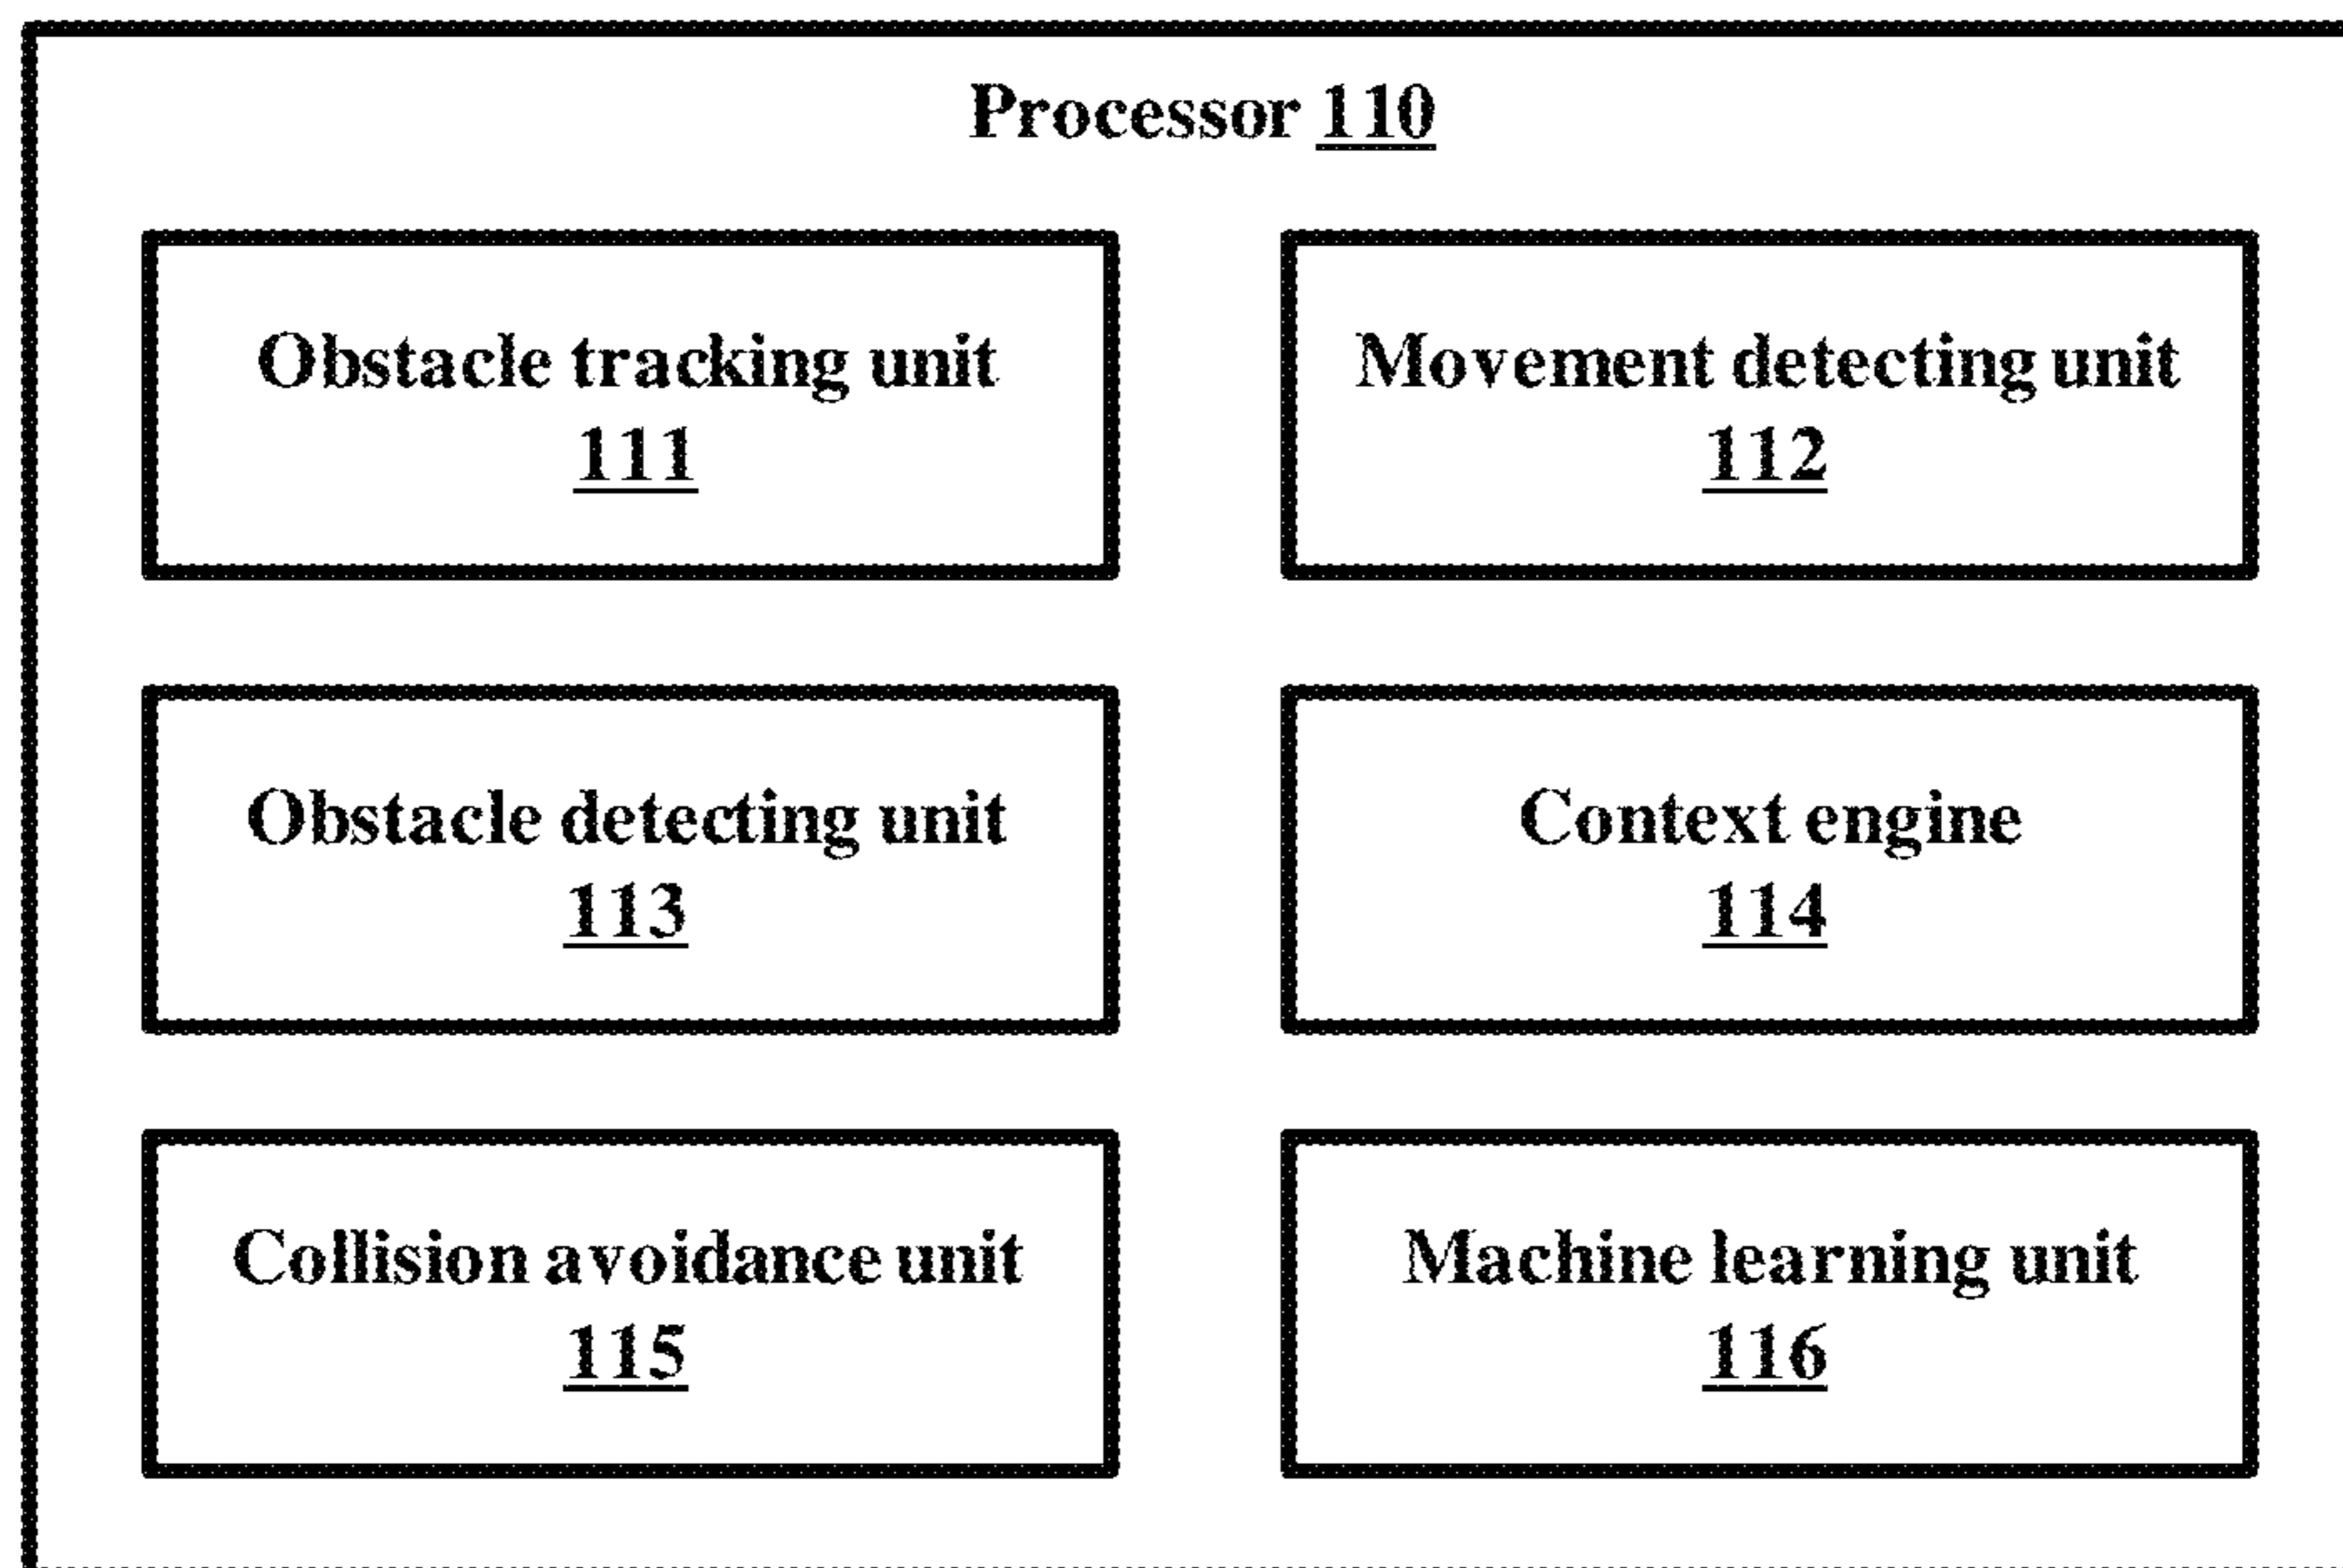 Processor 110
Obstacle tracking unit
111
Movement detecting unit
112
Obstacle detecting unit
113
Context engine
114
Collision avoidance unit
115
Machine learning unit
116